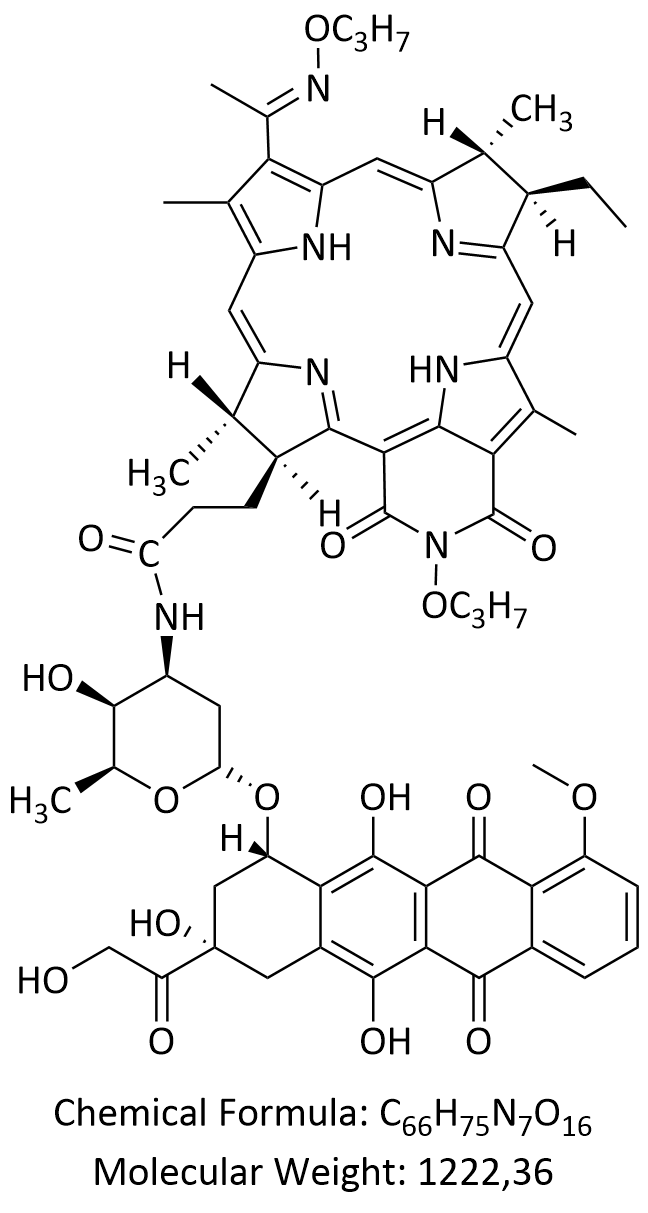 OC₃H₇
N
H
CH₃
NH
N
H
N
HN
H
H₃C
H
O
N
O
O
C
OC₃H₇
NH
HO
H₃C
O
O
OH
O
O
H
HO
HO
O
OH
O
Chemical Formula: C₆₆H₇₅N₇O₁₆
Molecular Weight: 1222,36